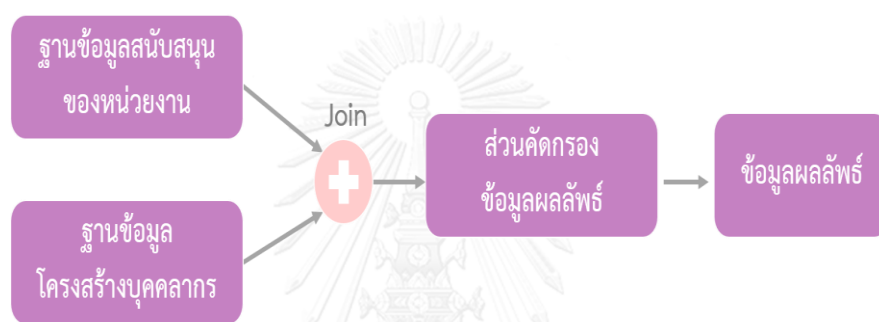 ฐานข้อมูลสนับสนุน
ของหน่วยงาน
Join
ส่วนคัดกรอง
ข้อมูลผลลัพธ์
ข้อมูลผลลัพธ์
ฐานข้อมูล
โครงสร้างบุคคลากร